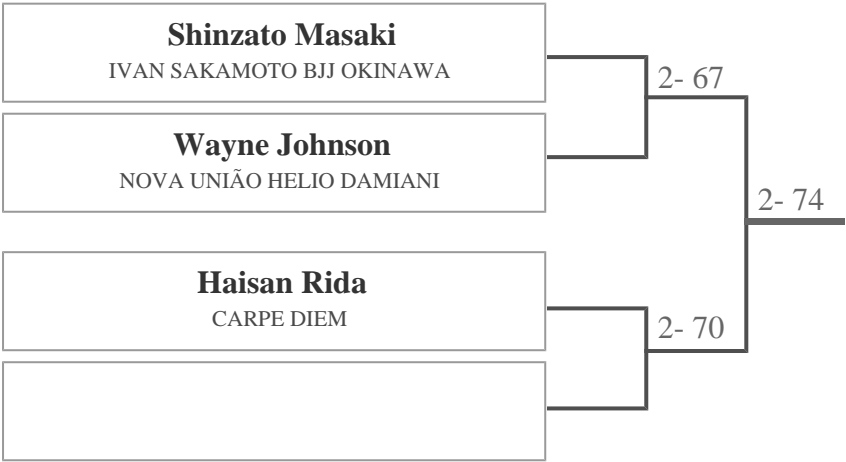 Shinzato Masaki
IVAN SAKAMOTO BJJ OKINAWA
2- 67
Wayne Johnson
NOVA UNIÃO HELIO DAMIANI
2- 74
Haisan Rida
CARPE DIEM
2- 70